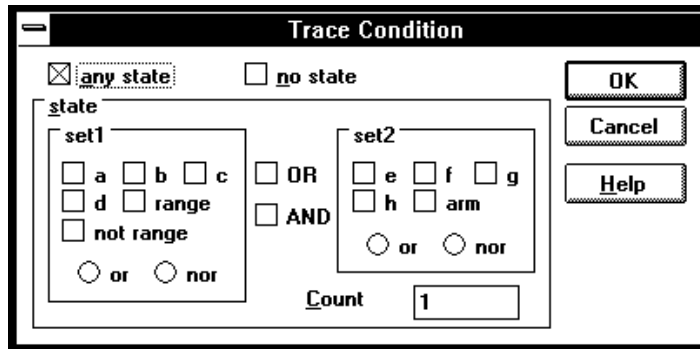 Trace Condition
any state no state
OK
state
Cancel
set1
set2
a b c
OR
e f g
Help
d range
AND
h arm
not range
or nor
or nor
Count 1